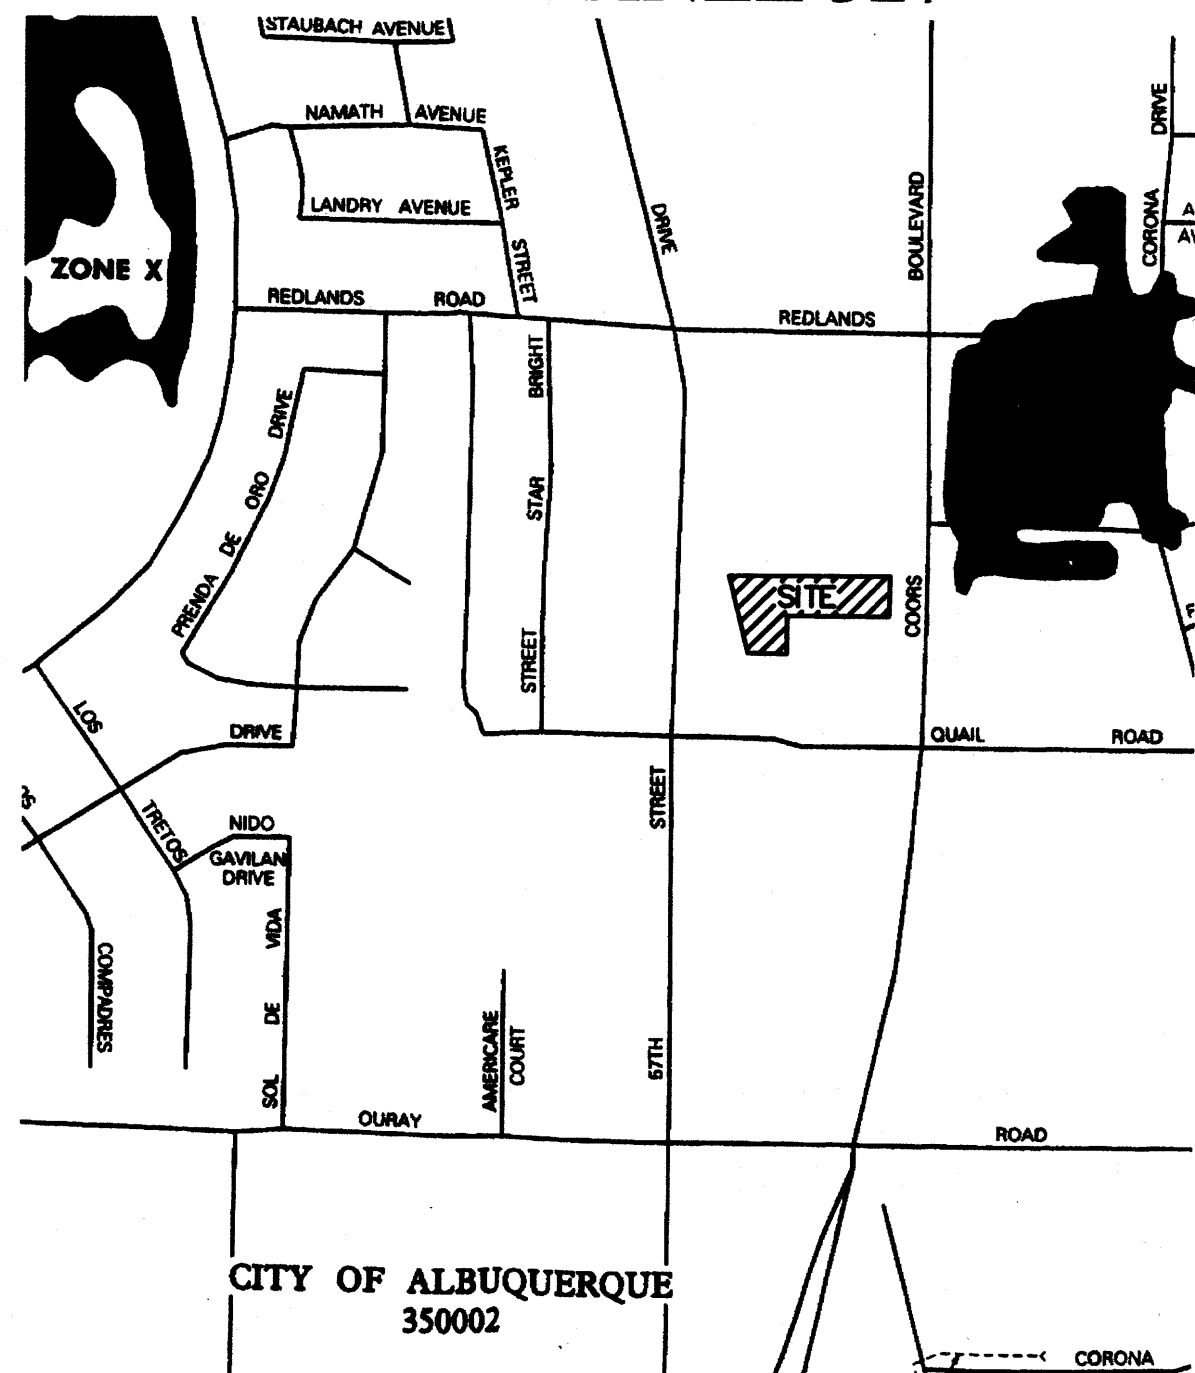 STAUBACH AVENUE
NAMATH AVENUE
KEPLER STREET
LANDRY AVENUE
DRIVE
BOULEVARD
DRIVE
CORONA
A
AV
ZONE X
REDLANDS ROAD
REDLANDS
BRIGHT STAR STREET
PRENDA DE ORO DRIVE
SITE
COORS
LOS TRETOS
DRIVE
QUAIL ROAD
STREET
NIDO
GAVILAN
DRIVE
SOL DE VIDA
COMPADRES
AMERICARE
COURT
57TH
OURAY
ROAD
CITY OF ALBUQUERQUE
350002
CORONA